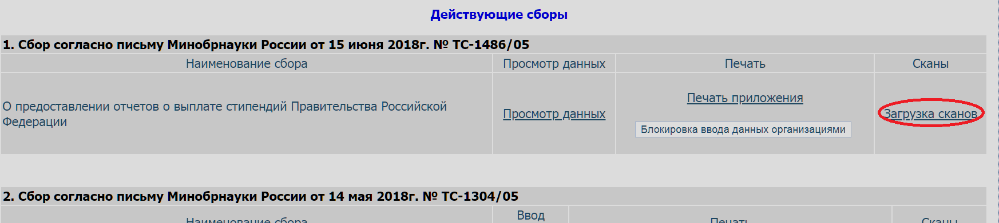 Действующие сборы
1. Сбор согласно письму Минобрнауки России от 15 июня 2018г. № ТС-1486/05
Наименование сбора Просмотр данных Печать Сканы
О предоставлении отчетов о выплате стипендий Правительства Российской
Федерации
Просмотр данных
Печать приложения
Блокировка ввода данных организациями
Загрузка сканов
2. Сбор согласно письму Минобрнауки России от 14 мая 2018г. № ТС-1304/05
Наименование сбора Ввод Печать Сканы